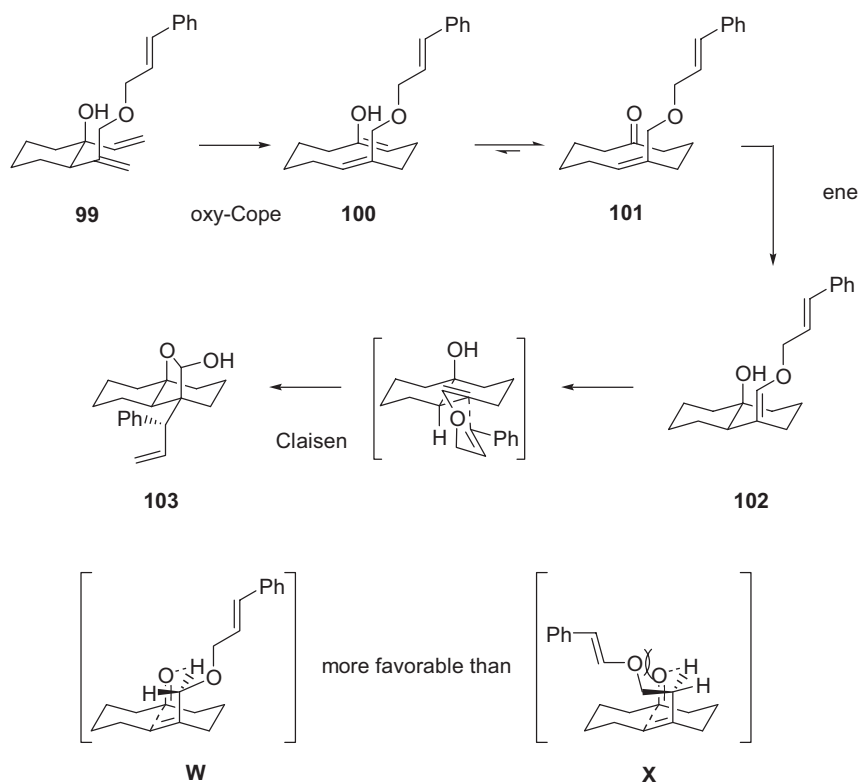 Ph
OH
O
99
oxy-Cope
Ph
OH
O
100
Ph
O
O
101
ene
Ph
OH
O
102
OH
O
H
Ph
Claisen
O
OH
Ph
103
Ph
O
H
H
O
W
more favorable than
Ph
O
O
H
H
X